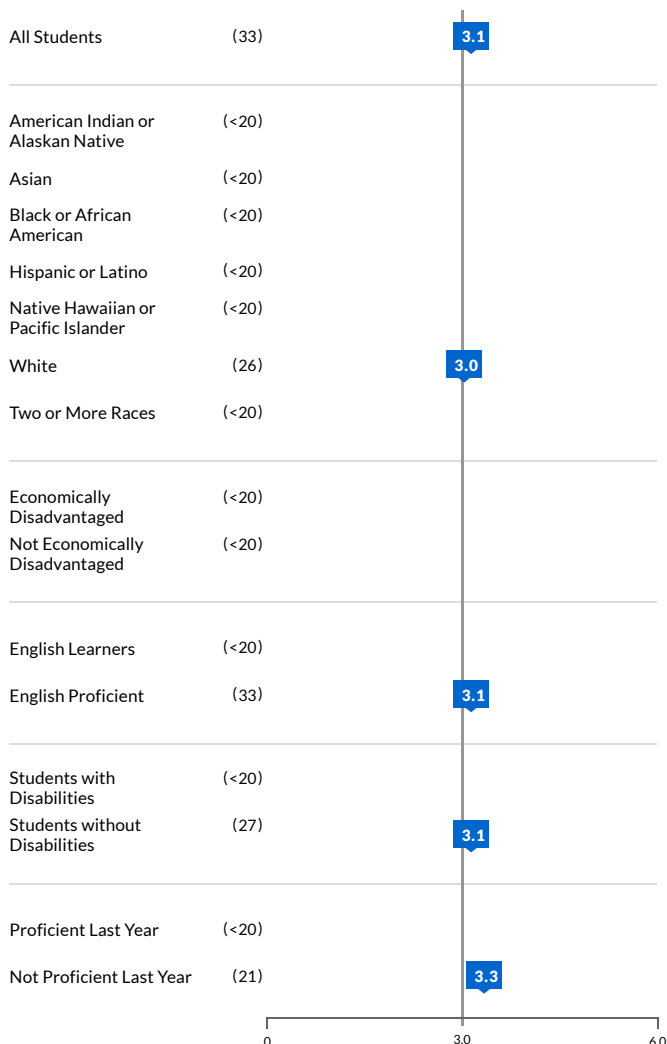 All Students (33) 3.1
American Indian or (<20)
Alaskan Native
Asian (<20)
Black or African (<20)
American
Hispanic or Latino (<20)
Native Hawaiian or (<20)
Pacific Islander
White (26) 3.0
Two or More Races (<20)
Economically (<20)
Disadvantaged
Not Economically (<20)
Disadvantaged
English Learners (<20)
English Proficient (33) 3.1
Students with (<20)
Disabilities
Students without (27) 3.1
Disabilities
Proficient Last Year (<20)
Not Proficient Last Year (21) 3.3
0 3.0 6.0